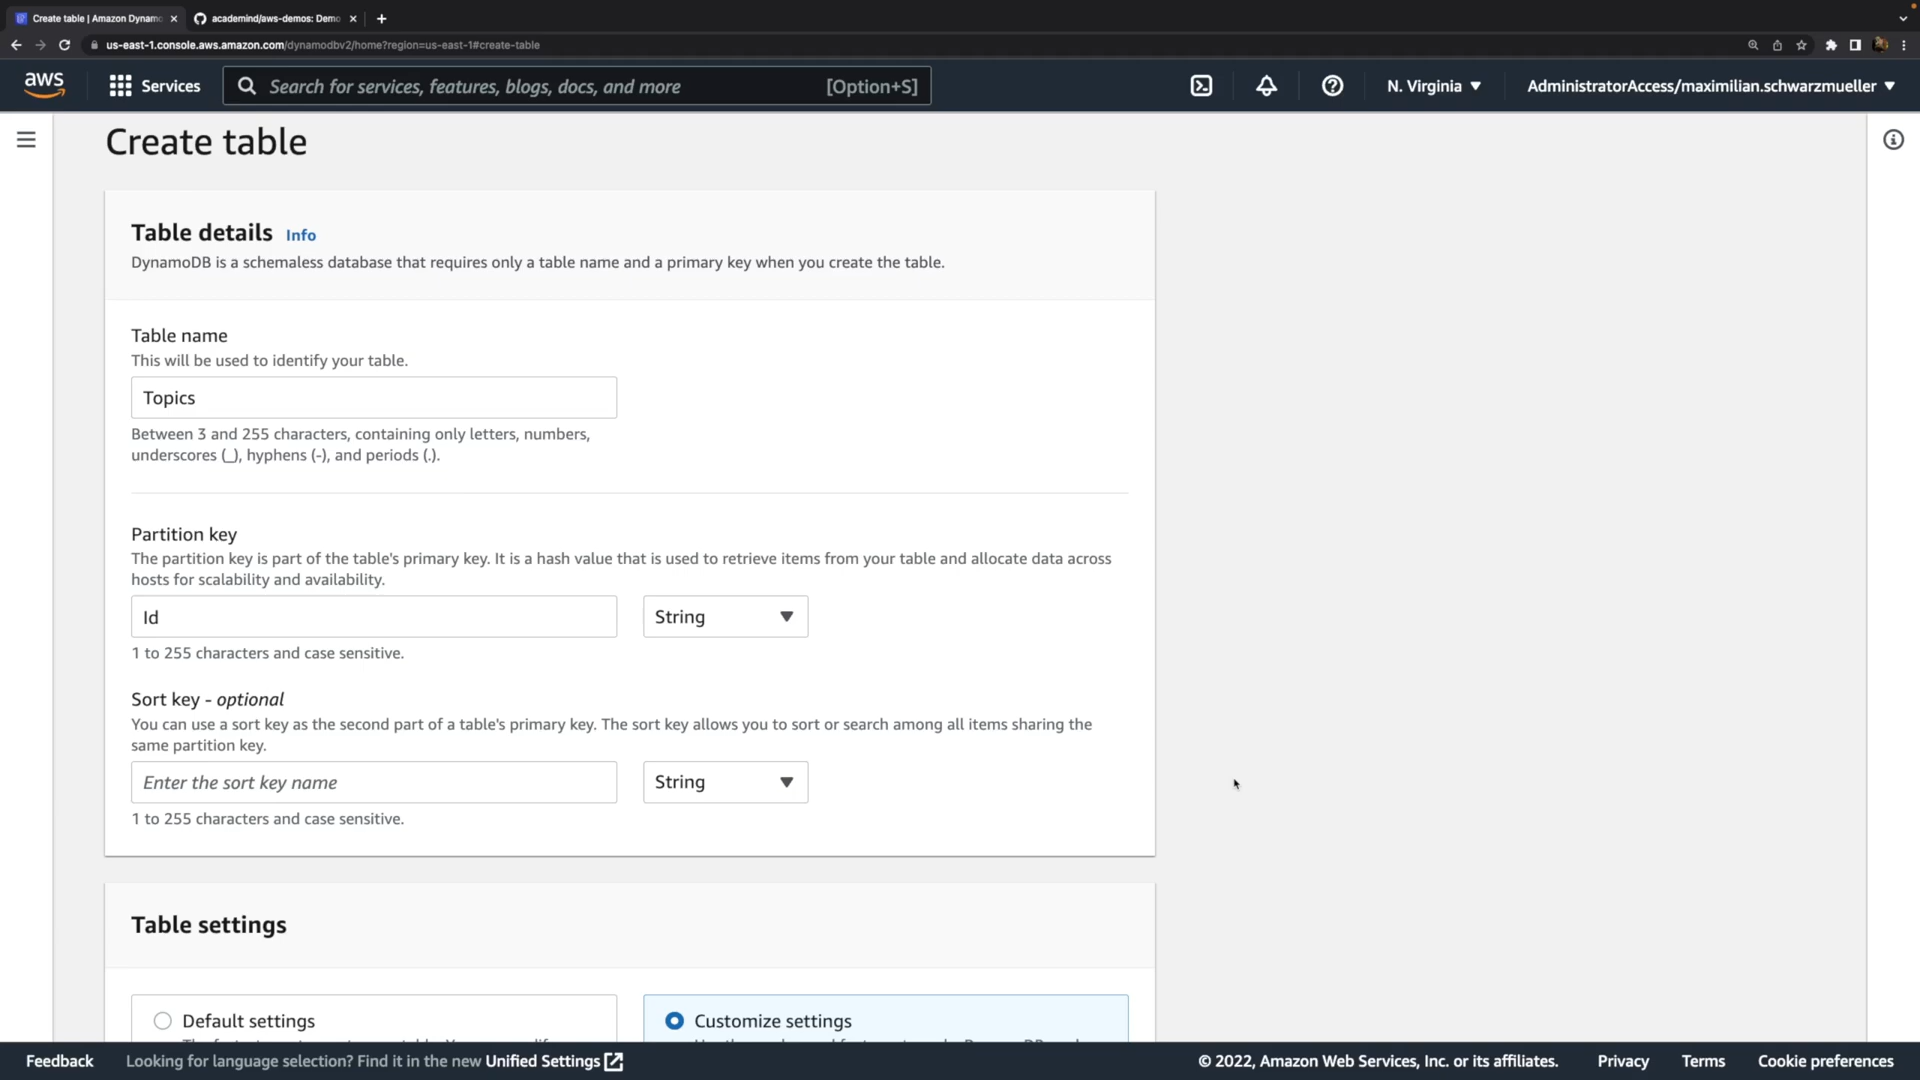 Create table | Amazon Dynamo
academind/aws-demos: Demo
us-east-1.console.aws.amazon.com/dynamodbv2/home?region=us-east-1#create-table
aws
Services
Search for services, features, blogs, docs, and more
[Option+S]
N. Virginia
AdministratorAccess/maximilian.schwarzmueller
Create table
Table details Info
DynamoDB is a schemaless database that requires only a table name and a primary key when you create the table.
Table name
This will be used to identify your table.
Topics
Between 3 and 255 characters, containing only letters, numbers,
underscores (_), hyphens (-), and periods (.).
Partition key
The partition key is part of the table's primary key. It is a hash value that is used to retrieve items from your table and allocate data across
hosts for scalability and availability.
Id
String
1 to 255 characters and case sensitive.
Sort key - optional
You can use a sort key as the second part of a table's primary key. The sort key allows you to sort or search among all items sharing the
same partition key.
Enter the sort key name
String
1 to 255 characters and case sensitive.
Table settings
Default settings
Customize settings
Feedback
Looking for language selection? Find it in the new Unified Settings
© 2022, Amazon Web Services, Inc. or its affiliates.
Privacy
Terms
Cookie preferences